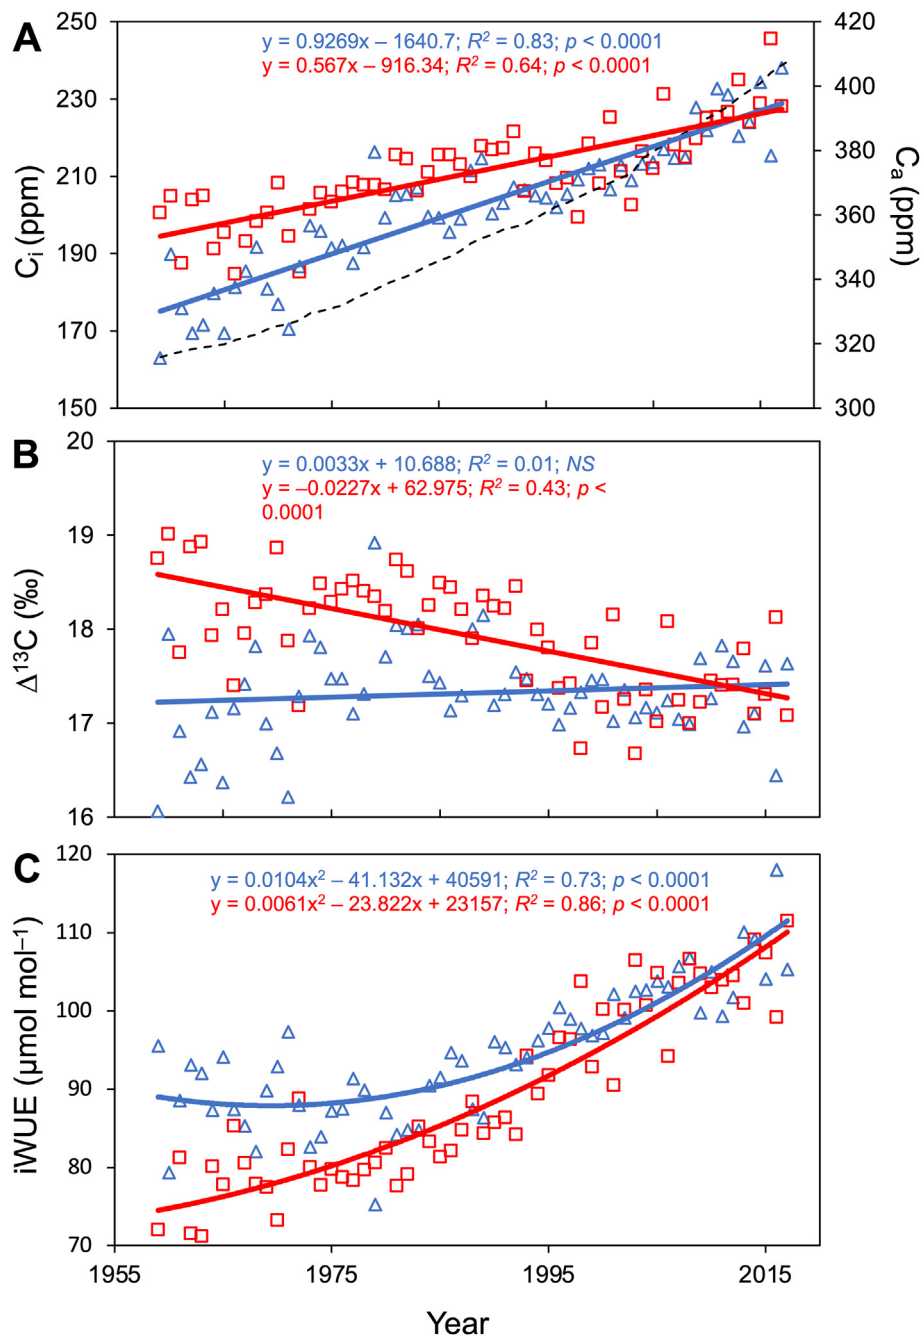 A
y = 0.9269x – 1640.7; R² = 0.83; p < 0.0001
y = 0.567x – 916.34; R² = 0.64; p < 0.0001
250
230
210
190
170
150
Ci (ppm)
420
400
380
360
340
320
300
Ca (ppm)
B
y = 0.0033x + 10.688; R² = 0.01; NS
y = –0.0227x + 62.975; R² = 0.43; p <
0.0001
20
19
18
17
16
Δ¹³C (‰)
C
y = 0.0104x² – 41.132x + 40591; R² = 0.73; p < 0.0001
y = 0.0061x² – 23.822x + 23157; R² = 0.86; p < 0.0001
120
110
100
90
80
70
iWUE (µmol mol⁻¹)
1955 1975 1995 2015
Year